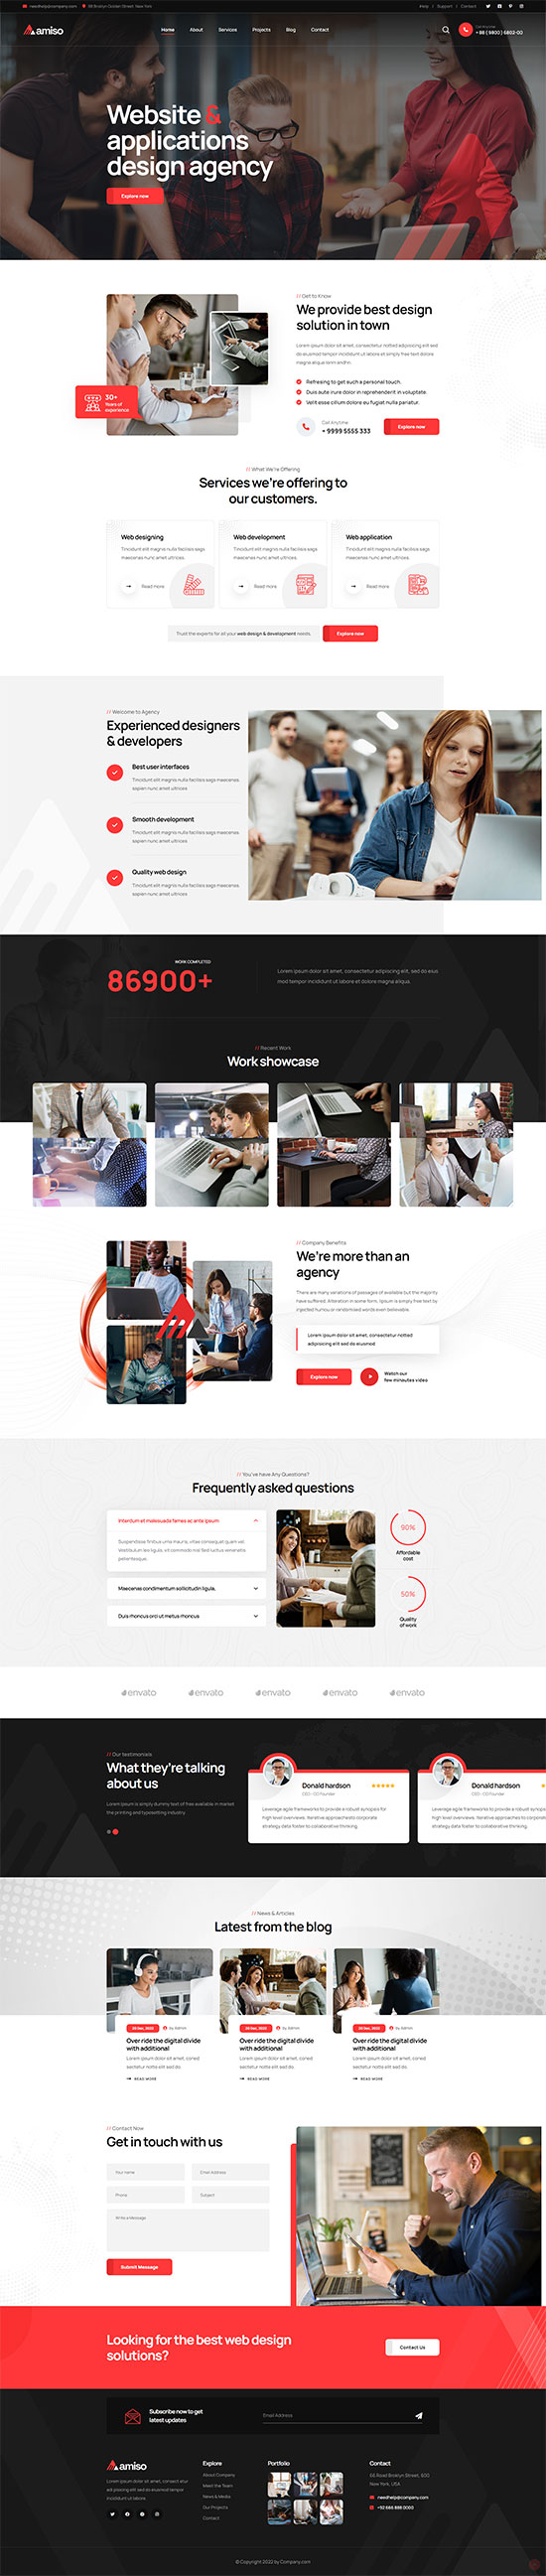 needhelp@company.com
88 Broklyn Golden Street. New York
Help / Support / Contact
amiso
Home About Services Projects Blog Contact
Call Anytime
+ 88 ( 9800 ) 6802-00
Website &
applications
design agency
Explore now
// Get to Know
We provide best design
solution in town
Lorem ipsum dolor sit amet, consectetur notted adipisicing elit sed
do eiusmod tempor incididunt ut labore et simply free text dolore
magna aliqua lonm andhn.
Refresing to get such a personal touch.
Duis aute irure dolor in reprehenderit in voluptate.
Velit esse cillum dolore eu fugiat nulla pariatur.
30+
Years of
experience
Call Anytime
+ 9999 5555 333
Explore now
// What We're Offering
Services we're offering to
our customers.
Web designing
Tincidunt elit magnis nulla facilisis sags
maecenas nunc amet ultrices.
Read more
Web development
Tincidunt elit magnis nulla facilisis sags
maecenas nunc amet ultrices.
Read more
Web application
Tincidunt elit magnis nulla facilisis sags
maecenas nunc amet ultrices.
Read more
Trust the experts for all your web design & development needs.
Explore now
// Welcome to Agency
Experienced designers
& developers
Best user interfaces
Tincidunt elit magnis nulla facilisis sags maecenas.
sapien nunc amet ultrices
Smooth development
Tincidunt elit magnis nulla facilisis sags maecenas.
sapien nunc amet ultrices
Quality web design
Tincidunt elit magnis nulla facilisis sags maecenas.
sapien nunc amet ultrices
WORK COMPLETED
86900+
Lorem ipsum dolor sit amet, consectetur adipiscing elit, sed do eius
mod tempor incididunt ut labore et dolore magna aliqua.
// Recent Work
Work showcase
// Company Benefits
We're more than an
agency
There are many variations of passages of available but the majority
have suffered. Alteration in some form, Ipsum is simply free text by
injected humou or randomised words even believable.
Lorem ipsum dolor sit amet, consectetur notted
adipisicing elit sed do eiusmod
Explore now
Watch our
few minutes video
// You've have Any Questions?
Frequently asked questions
Interdum et malesuada fames ac ante ipsum
Suspendisse finibus urna mauris, vitae consequat quam vel.
Vestibulum leo ligula, vit commodo nisl Sed luctus venenatis
pellentesque.
Maecenas condimentum sollicitudin ligula,
Duis rhoncus orci ut metus rhoncus
90%
Affordable
cost
50%
Quality
of work
envato envato envato envato envato
// Our testimonials
What they're talking
about us
Lorem ipsum is simply dummy text of free available in market
the printing and typesetting industry
Donald hardson
CEO - CO Founder
Leverage agile frameworks to provide a robust synopsis for
high level overviews. Iterative approaches to corporate
strategy data foster to collaborative thinking.
Donald hardson
CEO - CO Founder
Leverage agile frameworks to provide a robust synopsis
high level overviews. Iterative approaches to corporate
strategy data foster to collaborative thinking.
// News & Articles
Latest from the blog
20 Dec, 2022 by Admin
Over ride the digital divide
with additional
Lorem ipsum dolor sit amet, consed
sectetur notts elit sed do.
READ MORE
20 Dec, 2022 by Admin
Over ride the digital divide
with additional
Lorem ipsum dolor sit amet, consed
sectetur notts elit sed do.
READ MORE
20 Dec, 2022 by Admin
Over ride the digital divide
with additional
Lorem ipsum dolor sit amet, consed
sectetur notts elit sed do.
READ MORE
// Contact Now
Get in touch with us
Your name Email Address
Phone Subject
Write a Message
Submit Message
Looking for the best web design
solutions?
Contact Us
Subscribe now to get
latest updates
Email Address
amiso
Lorem ipsum dolor sit amet, consect etur
adi pisicing elit sed do eiusmod tempor
incididunt ut labore.
Explore
About Company
Meet the Team
News & Media
Our Projects
Contact
Portfolio
Contact
66 Road Broklyn Street, 600
New York, USA
needhelp@company.com
+92 666 888 0000
© Copyright 2022 by Company.com